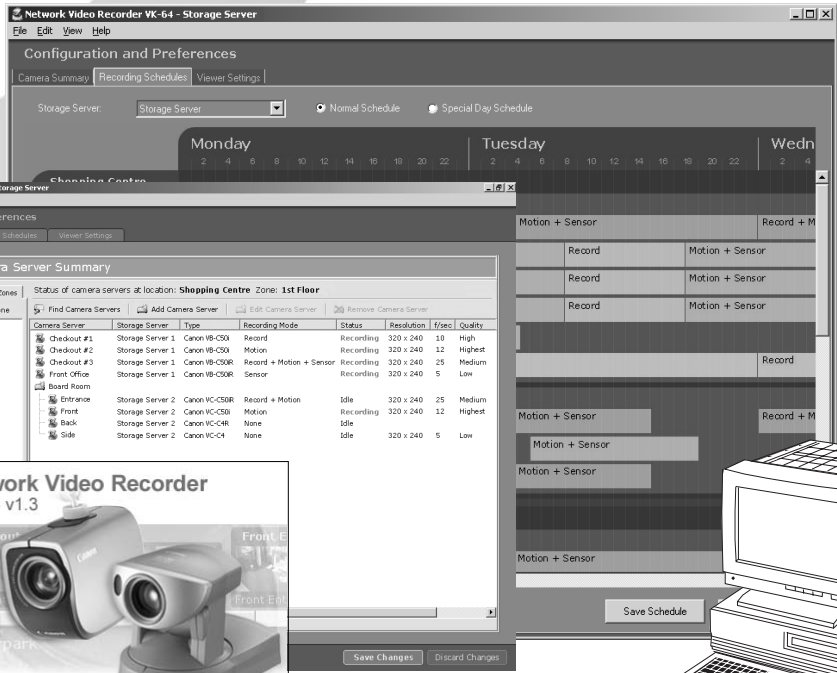 Network Video Recorder VK-64 - Storage Server
File Edit View Help
Configuration and Preferences
Camera Summary Recording Schedules Viewer Settings
Storage Server: Storage Server Normal Schedule Special Day Schedule
Monday Tuesday Wedn
2 4 6 8 10 12 14 16 18 20 22 2 4 6 8 10 12 14 16 18 20 22 2 4
Shopping Centre
Motion + Sensor Record + M
Record Motion + Sensor
Record Motion + Sensor
Record Motion + Sensor
Record
Motion + Sensor Record + M
Motion + Sensor
Motion + Sensor
Motion + Sensor
Save Schedule
torage Server
erences
Schedules Viewer Settings
ra Server Summary
Zones Status of camera servers at location: Shopping Centre Zone: 1st Floor
one Find Camera Servers Add Camera Server Edit Camera Server Remove Camera Server
Camera Server Storage Server Type Recording Mode Status Resolution f/sec Quality
Checkout #1 Storage Server 1 Canon VB-C50i Record Recording 320 x 240 10 High
Checkout #2 Storage Server 1 Canon VB-C50i Motion Recording 320 x 240 12 Highest
Checkout #3 Storage Server 1 Canon VB-C50iR Record + Motion + Sensor Recording 320 x 240 25 Medium
Front Office Storage Server 1 Canon VB-C50iR Sensor Recording 320 x 240 5 Low
Board Room
Entrance Storage Server 2 Canon VC-C50iR Record + Motion Idle 320 x 240 25 Medium
Front Storage Server 2 Canon VC-C50i Motion Recording 320 x 240 12 Highest
Back Storage Server 2 Canon VC-C4R None Idle
Side Storage Server 2 Canon VC-C4 None Idle 320 x 240 5 Low
Save Changes Discard Changes
work Video Recorder
v1.3
out
Front E
Canon
Front Ent
Canon
rpark